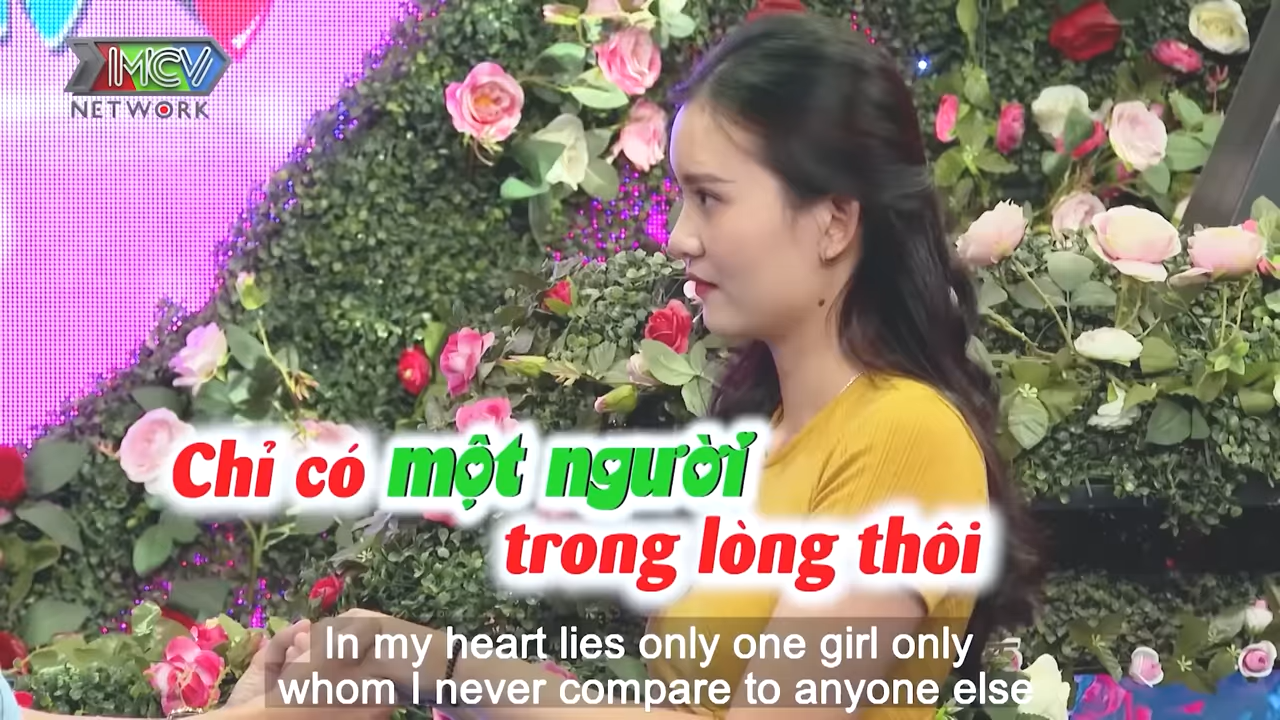 MCV
NETWORK
Chỉ có một người
trong lòng thôi
In my heart lies only one girl only
whom I never compare to anyone else